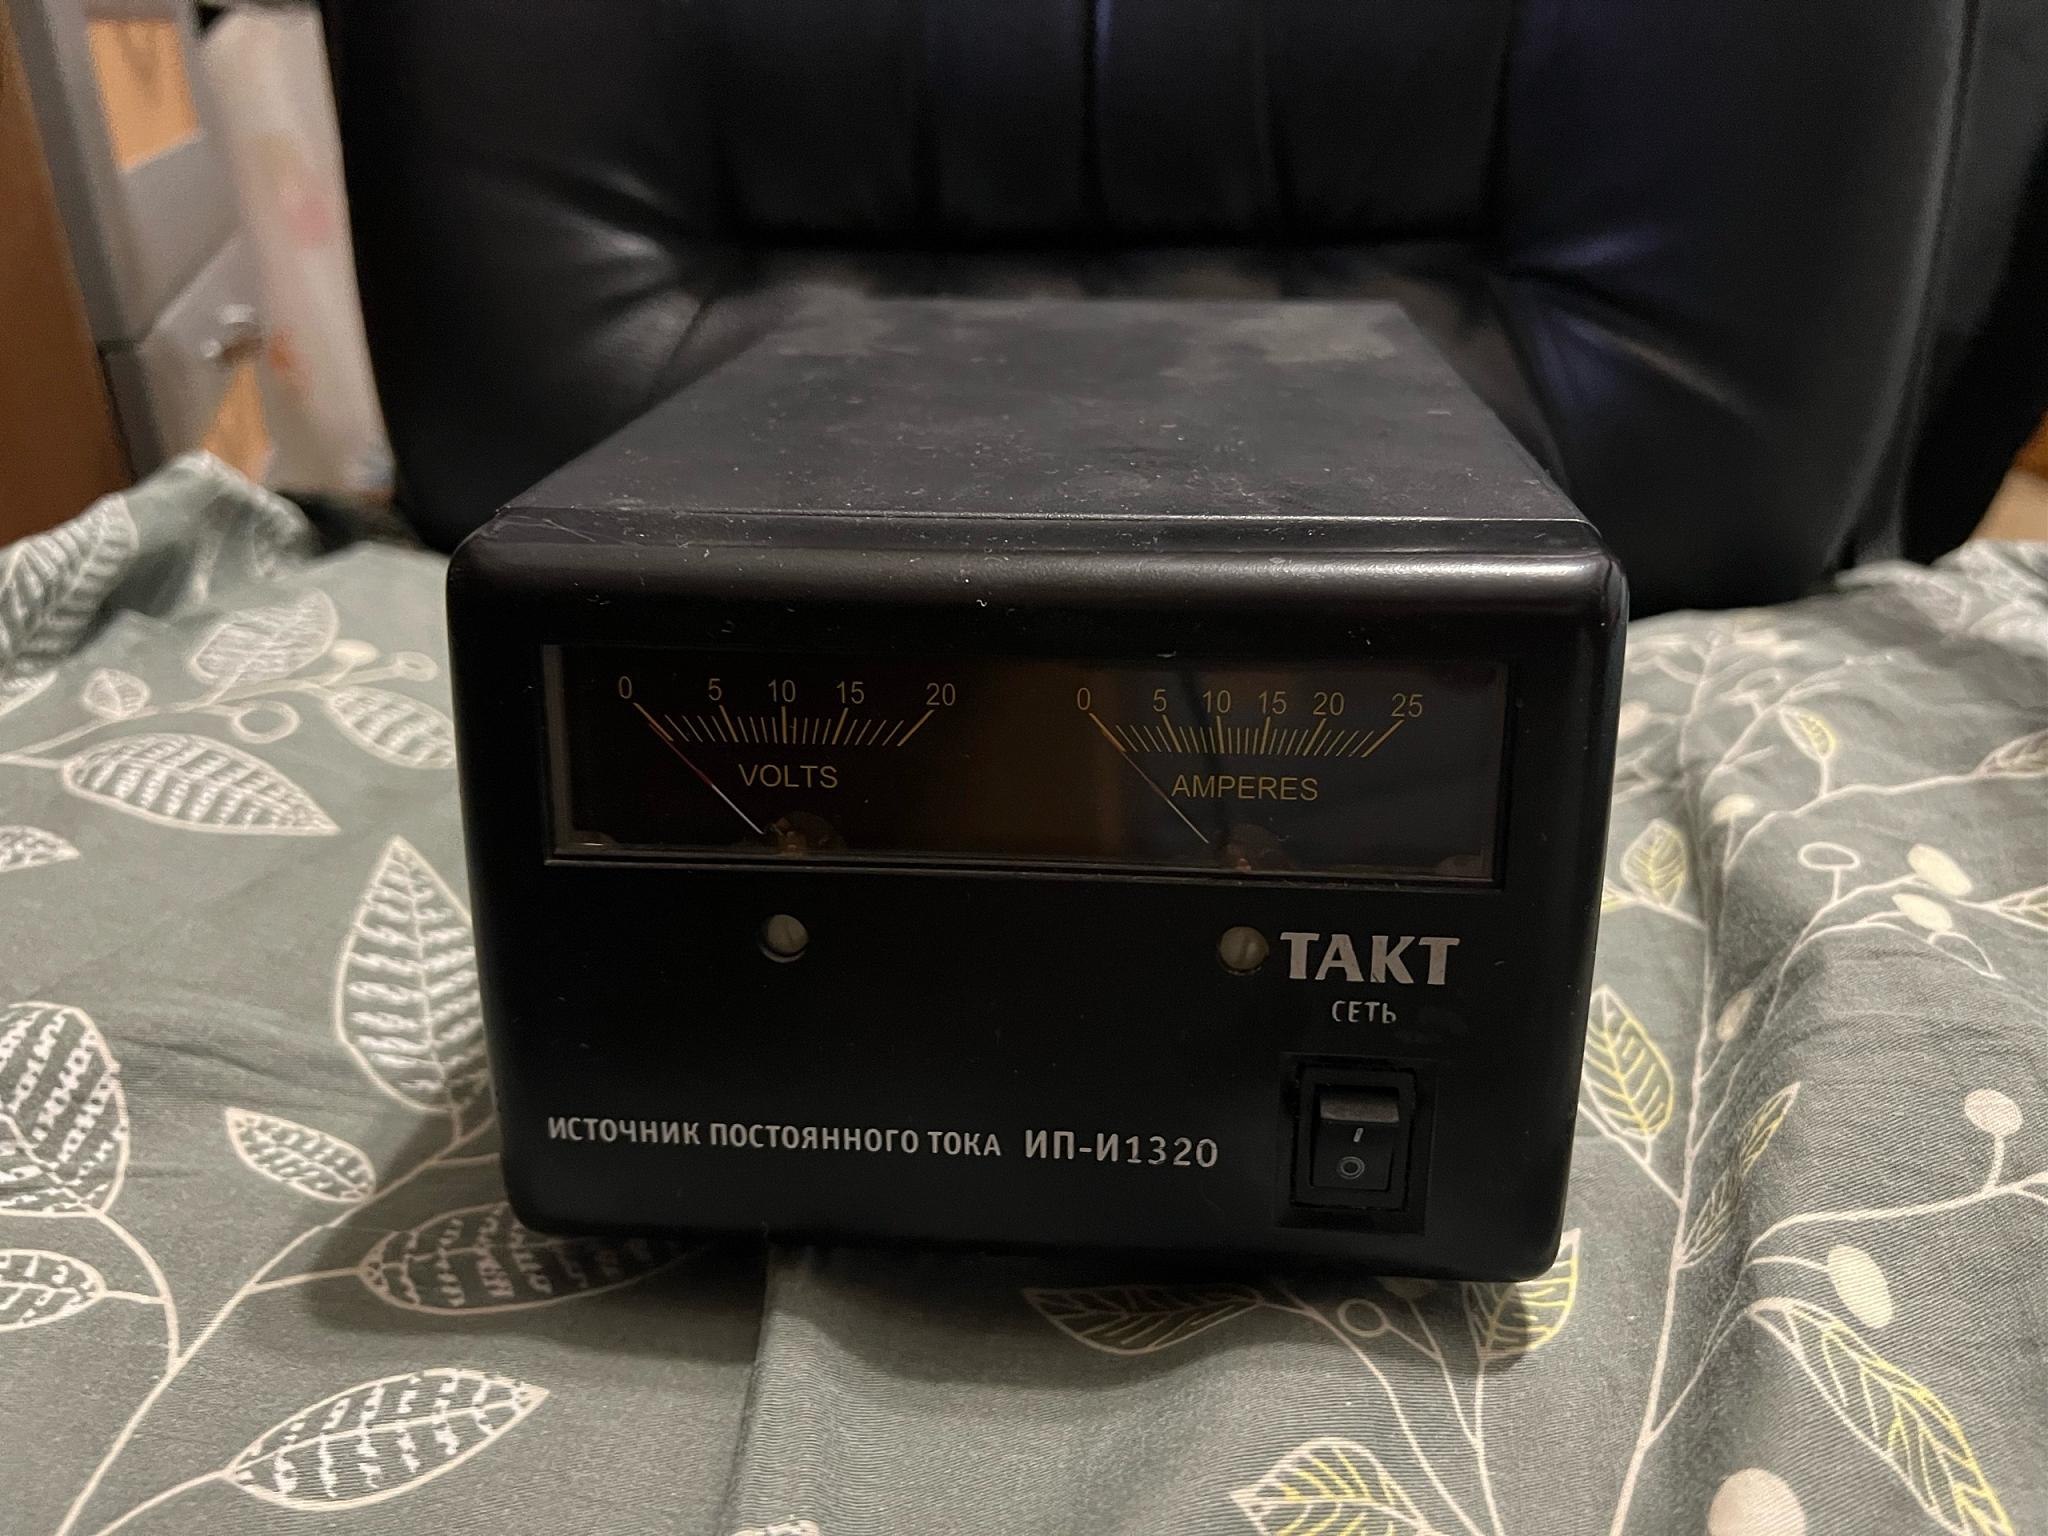 0 5 10 15 20
VOLTS
0 5 10 15 20 25
AMPERES
ТАКТ
СЕТЬ
ИСТОЧНИК ПОСТОЯННОГО ТОКА ИП-И1320